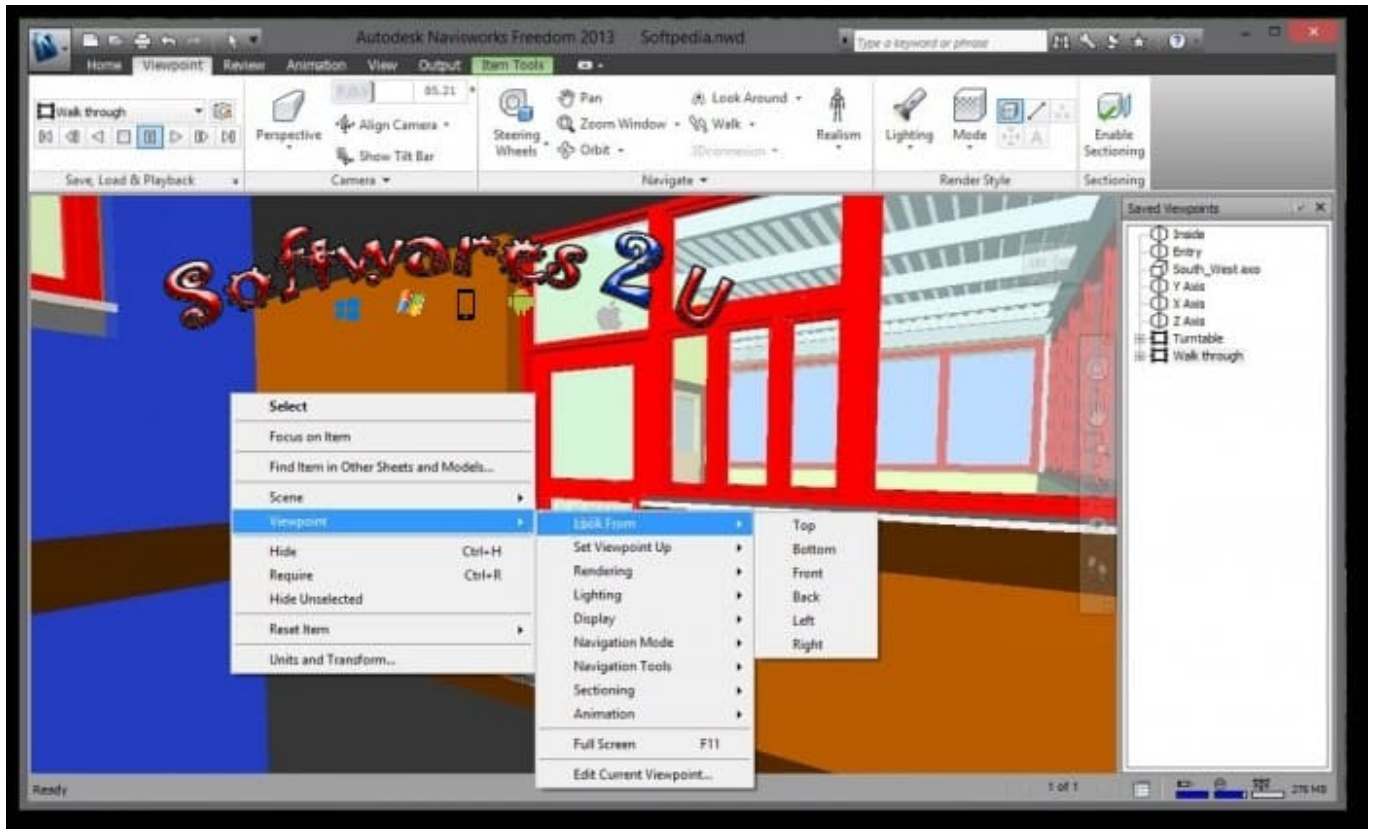 Autodesk Navisworks Freedom 2013 Softpedia.nwd
Type a keyword or phrase
Home Viewpoint Review Animation View Output Item Tools
Walk through
Perspective
85.21
Align Camera
Show Tilt Bar
Steering Wheels
Pan
Zoom Window
Orbit
Look Around
Walk
3Dconnexion
Realism
Lighting
Mode
A
Enable Sectioning
Save, Load & Playback
Camera
Navigate
Render Style
Sectioning
Softwares 2U
Saved Viewpoints
Inside
Entry
South_West axo
Y Axis
X Axis
Z Axis
Turntable
Walk through
Select
Focus on Item
Find Item in Other Sheets and Models...
Scene
Viewpoint
Hide Ctrl+H
Require Ctrl+R
Hide Unselected
Reset Item
Units and Transform...
Look From
Set Viewpoint Up
Rendering
Lighting
Display
Navigation Mode
Navigation Tools
Sectioning
Animation
Full Screen F11
Edit Current Viewpoint...
Top
Bottom
Front
Back
Left
Right
Ready
1 of 1
276 MB